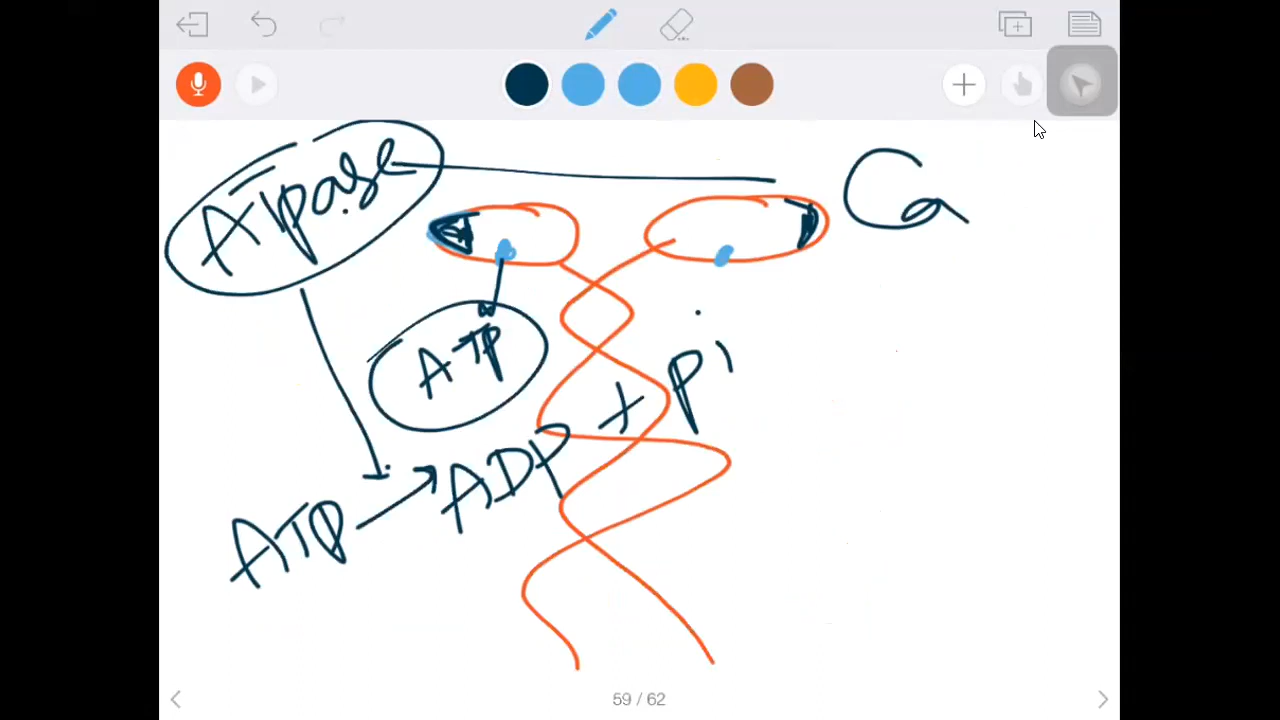 ATpase
Ca
ATP
ATP → ADP + Pi
59 / 62